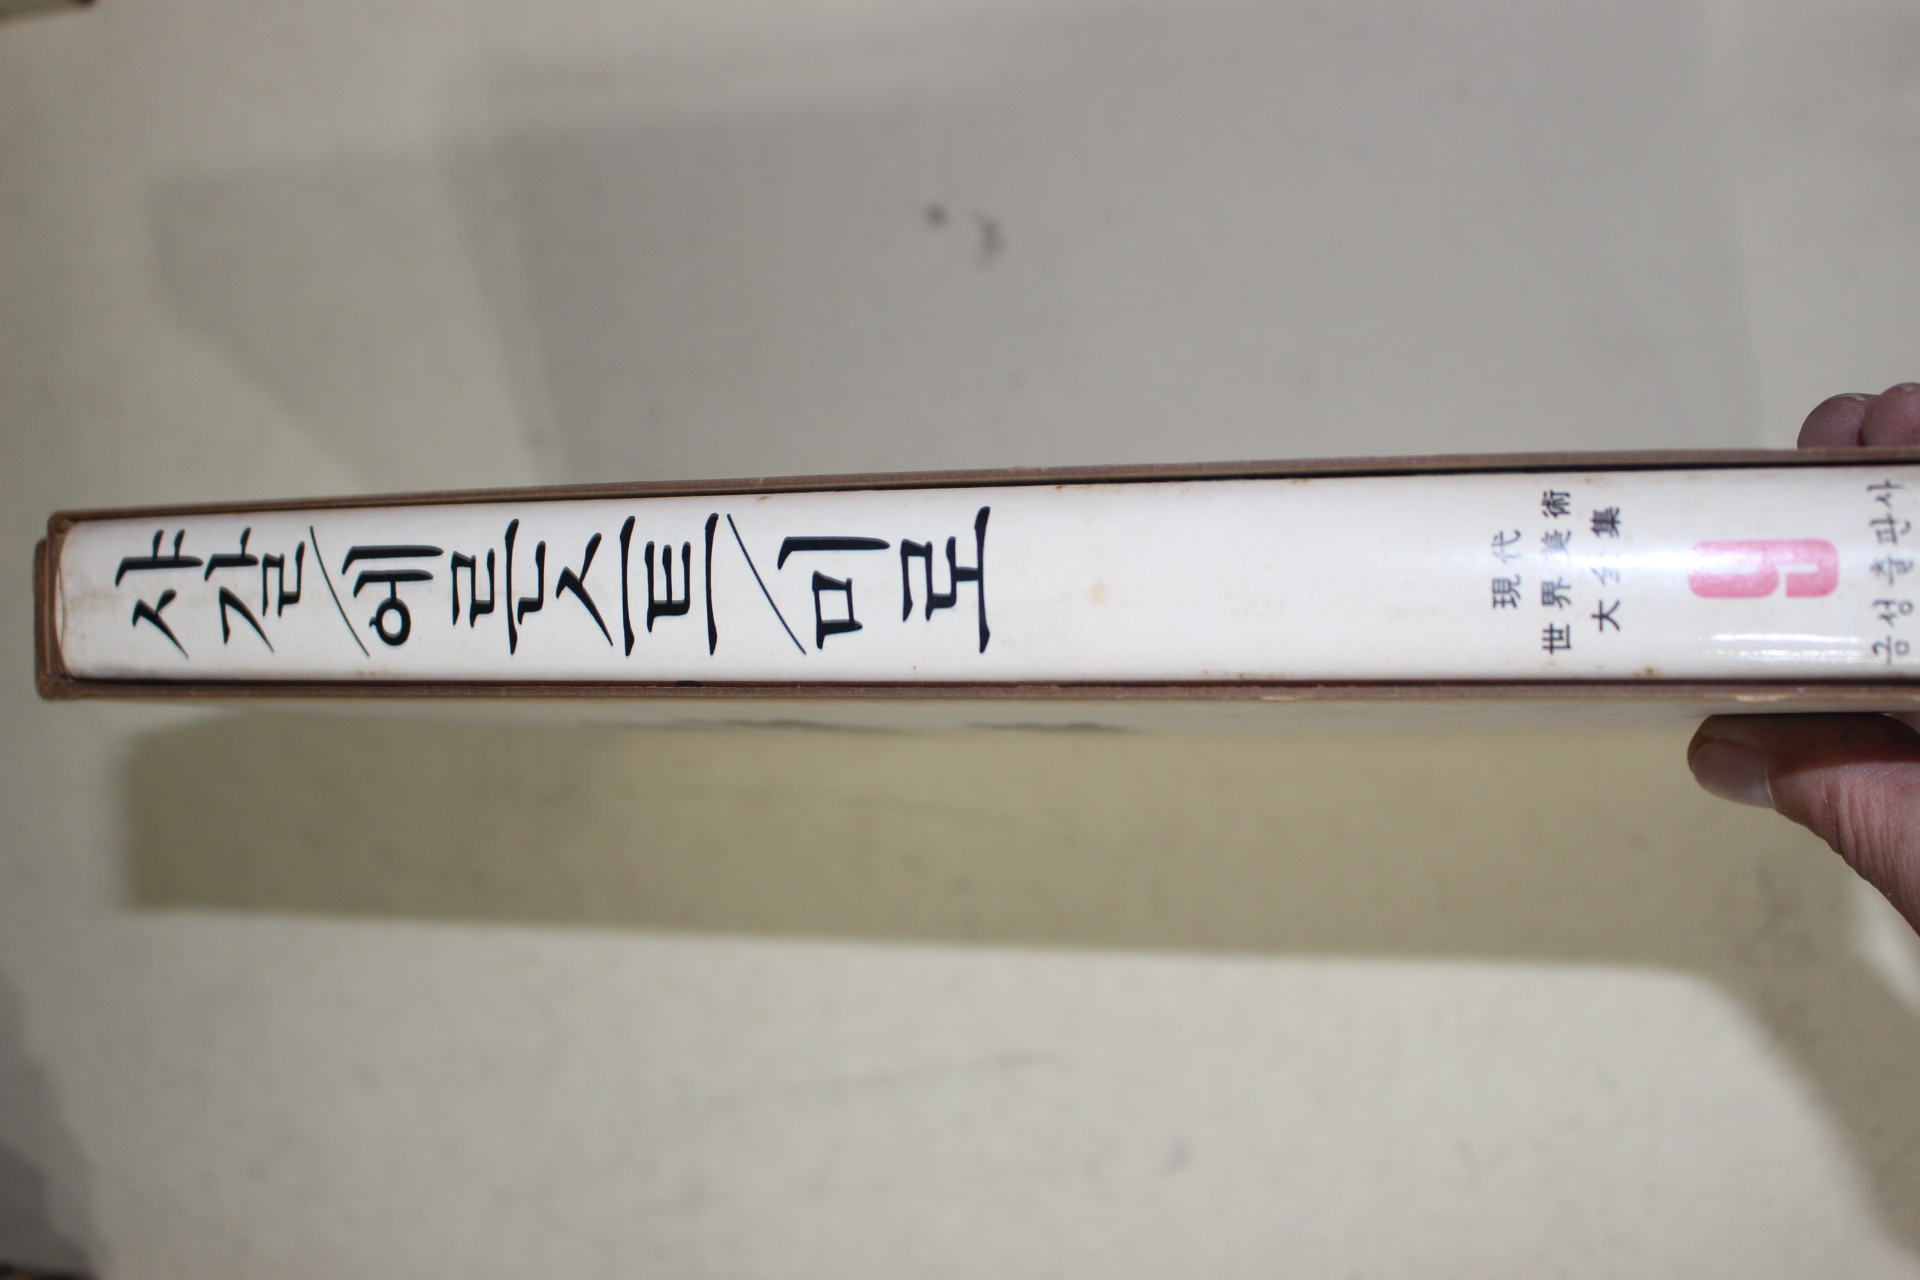 샤갈/에른스트/미로
現代
世界美術
大全集
금성출판사